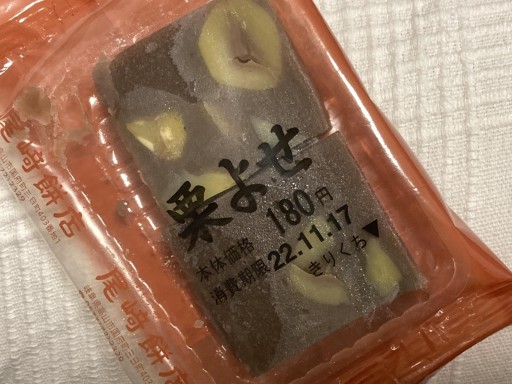 栗よせ
本体価格 180円
消費期限 22.11.17
きりくち▼
尾崎餅店
尾崎餅店